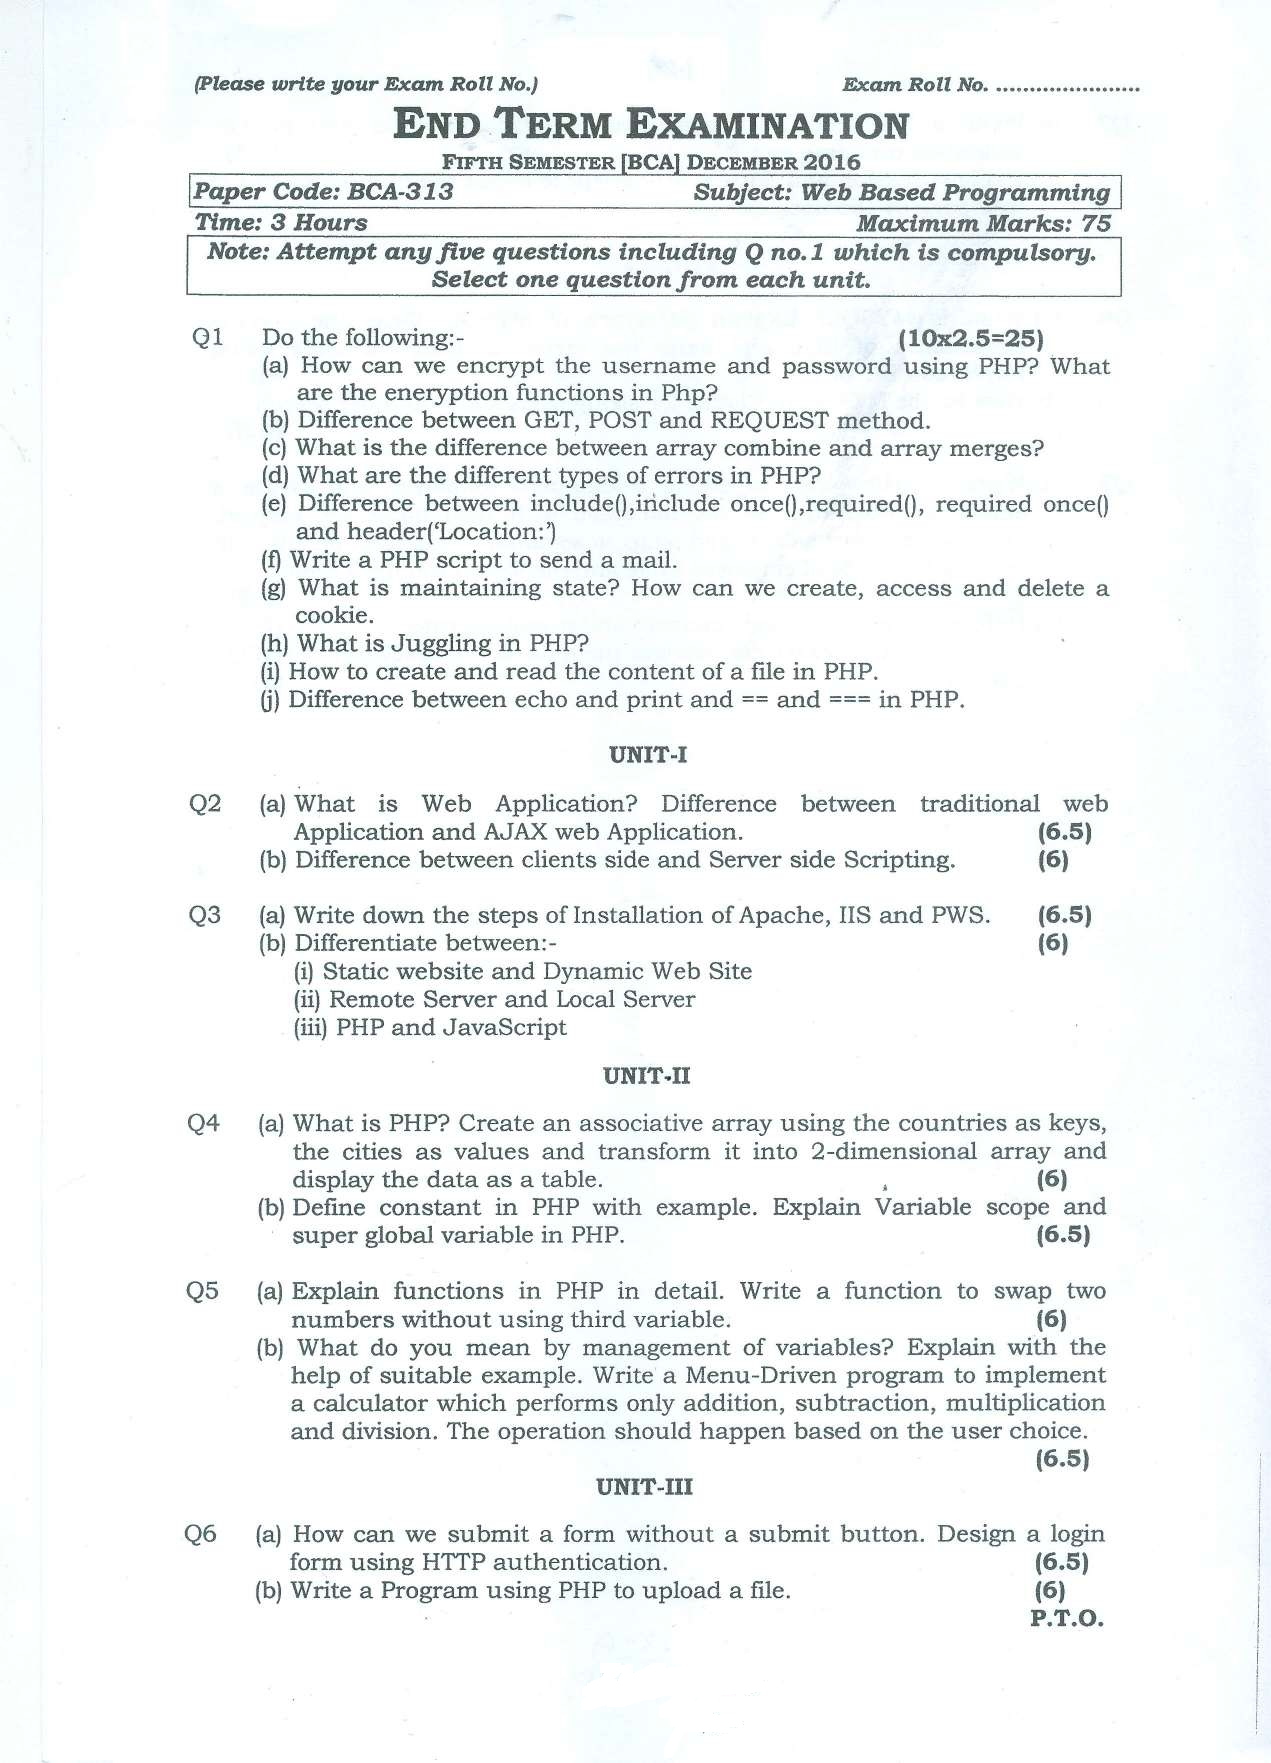 (Please write your Exam Roll No.) Exam Roll No. ......................
END TERM EXAMINATION
FIFTH SEMESTER [BCA] DECEMBER 2016
Paper Code: BCA-313 Subject: Web Based Programming
Time: 3 Hours Maximum Marks: 75
Note: Attempt any five questions including Q no.1 which is compulsory.
Select one question from each unit.
Q1 Do the following:- (10x2.5=25)
(a) How can we encrypt the username and password using PHP? What
are the eneryption functions in Php?
(b) Difference between GET, POST and REQUEST method.
(c) What is the difference between array combine and array merges?
(d) What are the different types of errors in PHP?
(e) Difference between include(),include once(),required(), required once()
and header('Location:')
(f) Write a PHP script to send a mail.
(g) What is maintaining state? How can we create, access and delete a
cookie.
(h) What is Juggling in PHP?
(i) How to create and read the content of a file in PHP.
(j) Difference between echo and print and == and === in PHP.
UNIT-I
Q2 (a) What is Web Application? Difference between traditional web
Application and AJAX web Application. (6.5)
(b) Difference between clients side and Server side Scripting. (6)
Q3 (a) Write down the steps of Installation of Apache, IIS and PWS. (6.5)
(b) Differentiate between:- (6)
(i) Static website and Dynamic Web Site
(ii) Remote Server and Local Server
(iii) PHP and JavaScript
UNIT-II
Q4 (a) What is PHP? Create an associative array using the countries as keys,
the cities as values and transform it into 2-dimensional array and
display the data as a table. (6)
(b) Define constant in PHP with example. Explain Variable scope and
super global variable in PHP. (6.5)
Q5 (a) Explain functions in PHP in detail. Write a function to swap two
numbers without using third variable. (6)
(b) What do you mean by management of variables? Explain with the
help of suitable example. Write a Menu-Driven program to implement
a calculator which performs only addition, subtraction, multiplication
and division. The operation should happen based on the user choice.
(6.5)
UNIT-III
Q6 (a) How can we submit a form without a submit button. Design a login
form using HTTP authentication. (6.5)
(b) Write a Program using PHP to upload a file. (6)
P.T.O.